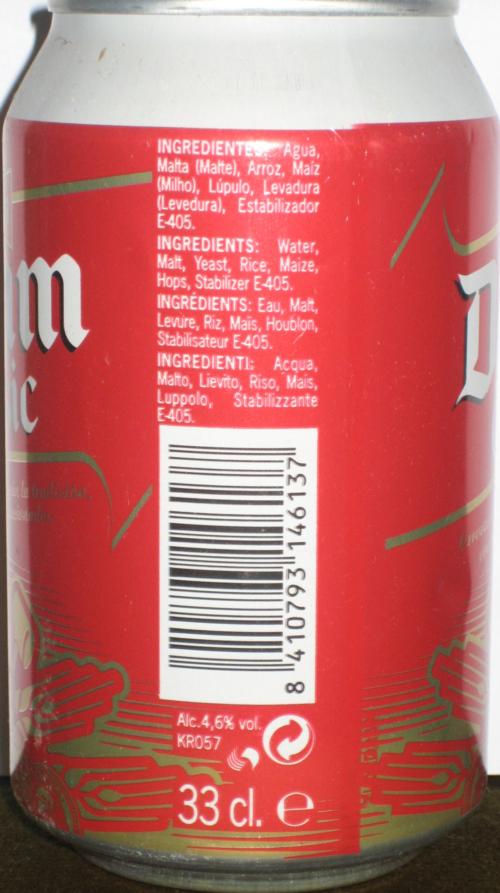 INGREDIENTES: Agua,
Malta (Malte), Arroz, Maíz
(Milho), Lúpulo, Levadura
(Levedura), Estabilizador
E-405.
INGREDIENTS: Water,
Malt, Yeast, Rice, Maize,
Hops, Stabilizer E-405.
INGRÉDIENTS: Eau, Malt,
Levure, Riz, Maïs, Houblon,
Stabilisateur E-405.
INGREDIENTI: Acqua,
Malto, Lievito, Riso, Mais,
Luppolo, Stabilizzante
E-405.
8 410793 146137
Alc.4,6% vol.
KR057
33 cl. e
am
ic
D